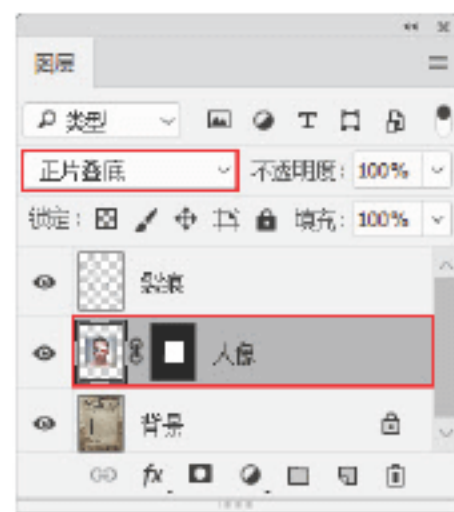 图层
类型 T
正片叠底 不透明度: 100%
锁定: 填充: 100%
裂痕
人像
背景
fx